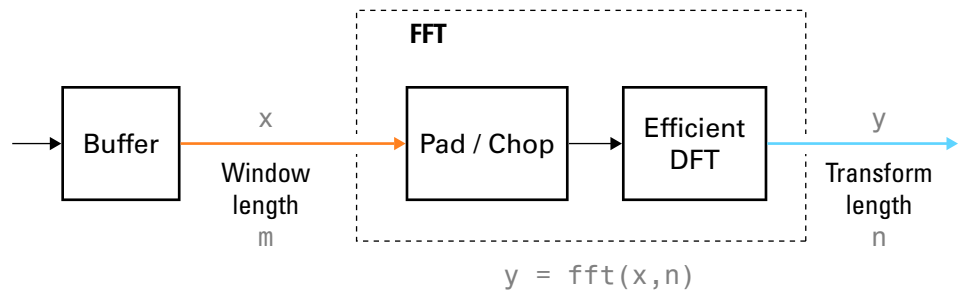 FFT
Buffer
x
Window
length
m
Pad / Chop
Efficient
DFT
y
Transform
length
n
y = fft(x,n)